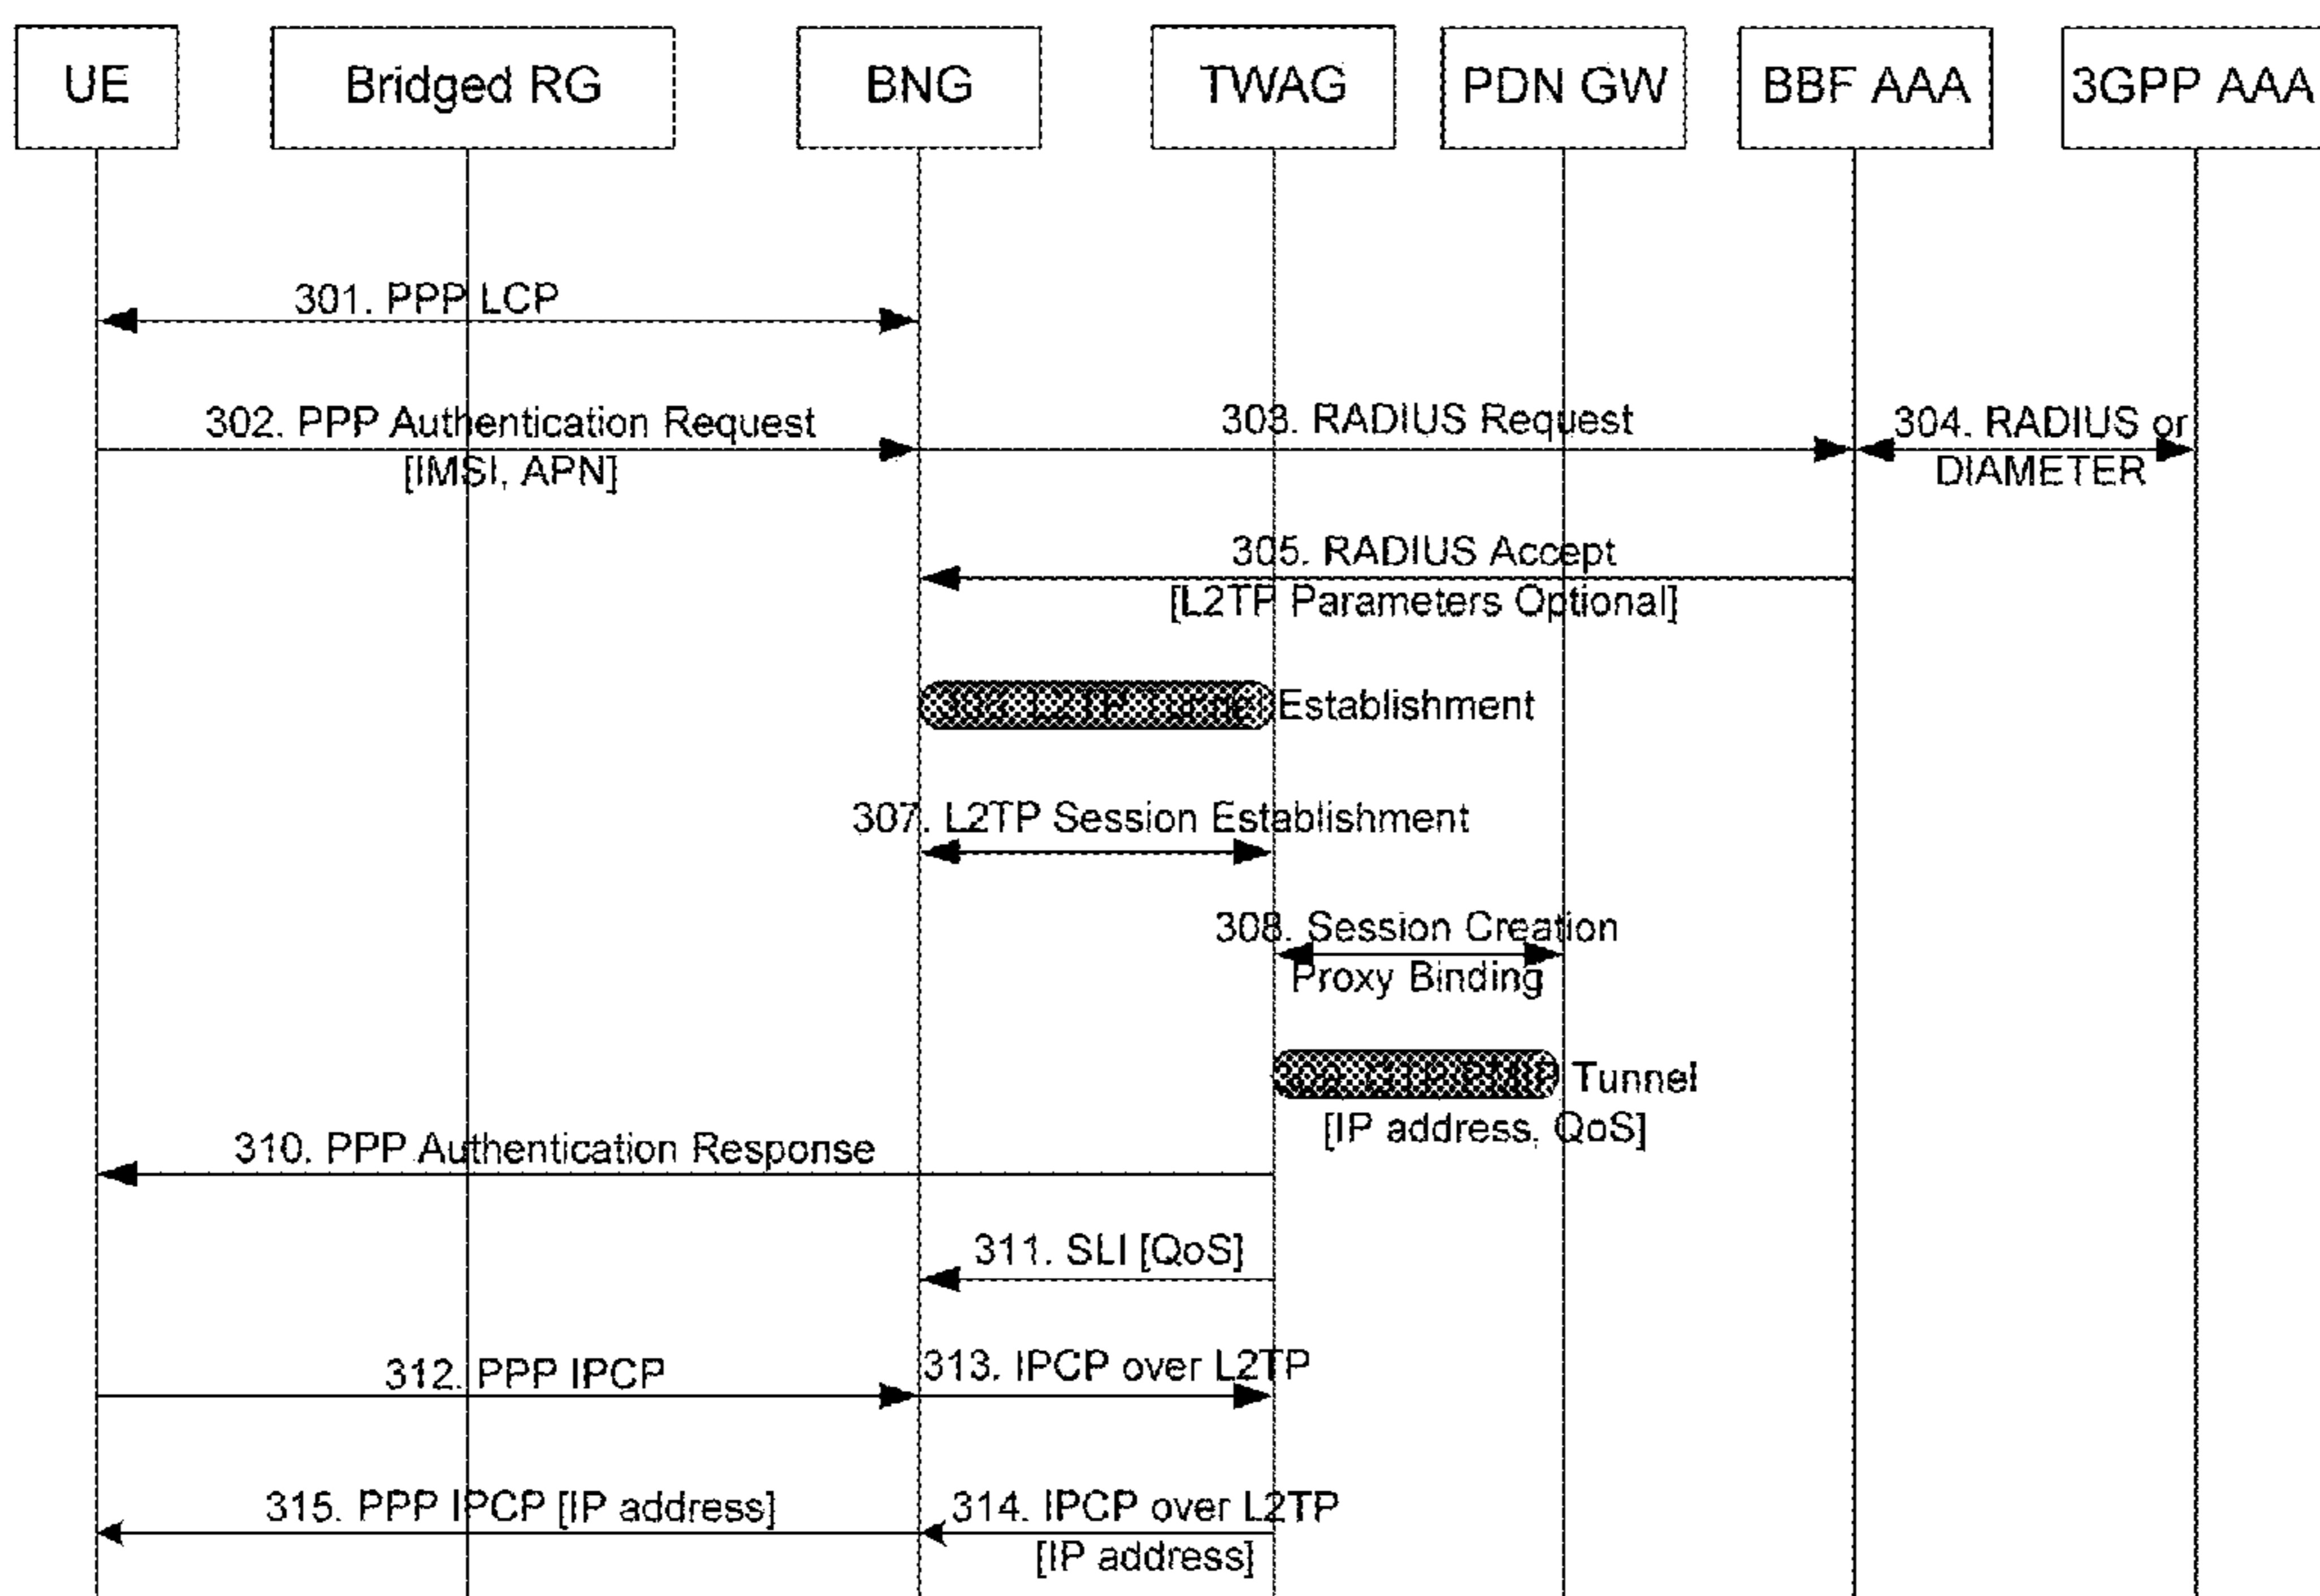 UE
Bridged RG
BNG
TWAG
PDN GW
BBF AAA
3GPP AAA
301. PPP LCP
302. PPP Authentication Request
[IMSI, APN]
303. RADIUS Request
304. RADIUS or
DIAMETER
305. RADIUS Accept
[L2TP Parameters Optional]
L2TP Establishment
307. L2TP Session Establishment
308. Session Creation
Proxy Binding
Tunnel
[IP address, QoS]
310. PPP Authentication Response
311. SLI [QoS]
312. PPP IPCP
313. IPCP over L2TP
315. PPP IPCP [IP address]
314. IPCP over L2TP
[IP address]